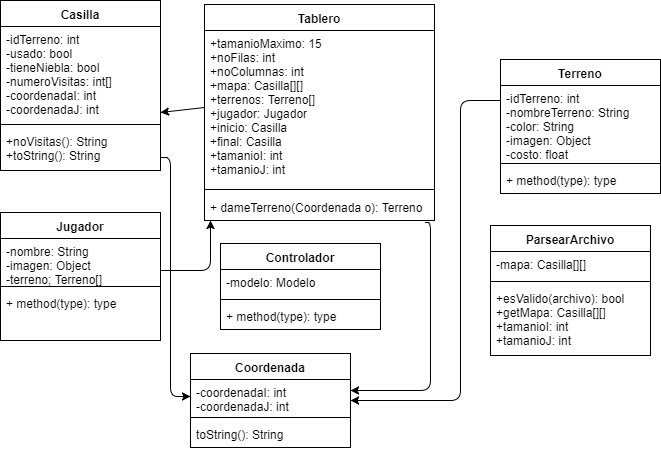 Casilla
-idTerreno: int
-usado: bool
-tieneNiebla: bool
-numeroVisitas: int[]
-coordenadaI: int
-coordenadaJ: int
+noVisitas(): String
+toString(): String
Tablero
+tamanioMaximo: 15
+noFilas: int
+noColumnas: int
+mapa: Casilla[][]
+terrenos: Terreno[]
+jugador: Jugador
+inicio: Casilla
+final: Casilla
+tamanioI: int
+tamanioJ: int
+ dameTerreno(Coordenada o): Terreno
Terreno
-idTerreno: int
-nombreTerreno: String
-color: String
-imagen: Object
-costo: float
+ method(type): type
Jugador
-nombre: String
-imagen: Object
-terreno; Terreno[]
+ method(type): type
Controlador
-modelo: Modelo
+ method(type): type
ParsearArchivo
-mapa: Casilla[][]
+esValido(archivo): bool
+getMapa: Casilla[][]
+tamanioI: int
+tamanioJ: int
Coordenada
-coordenadaI: int
-coordenadaJ: int
toString(): String